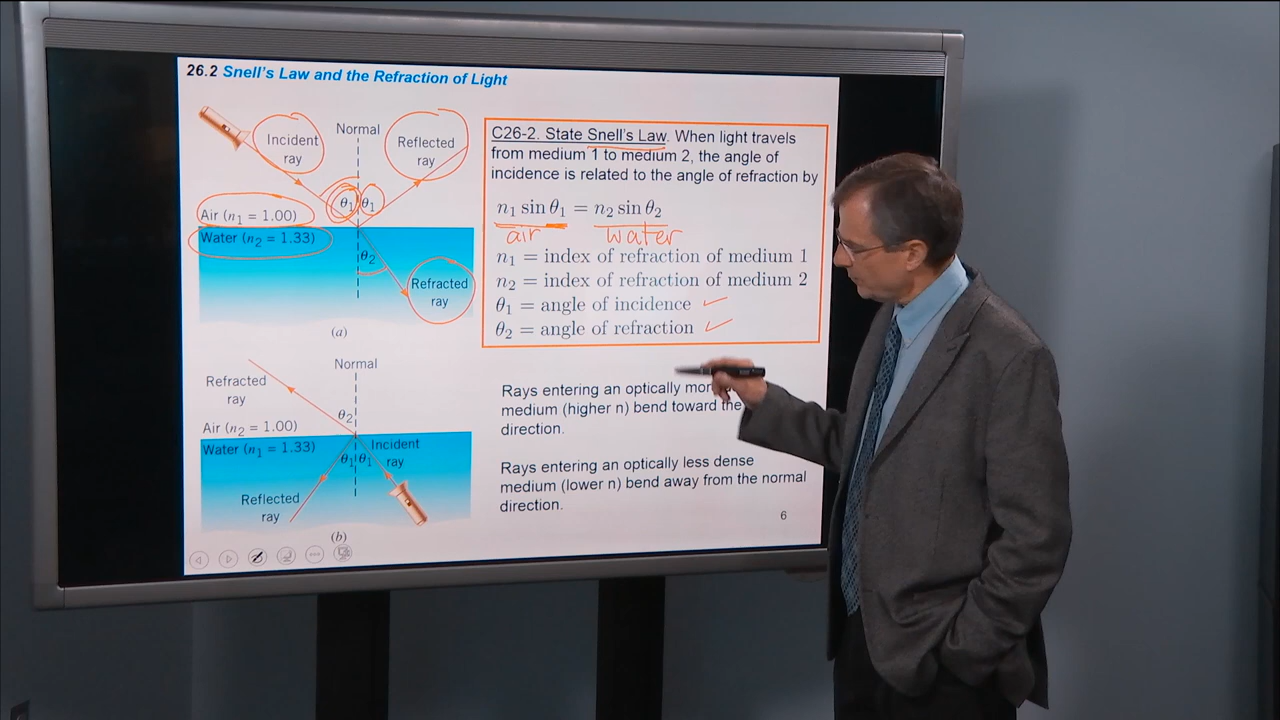 26.2 Snell's Law and the Refraction of Light
Incident
ray
Normal
Reflected
ray
θ1 θ1
Air (n1 = 1.00)
Water (n2 = 1.33)
θ2
Refracted
ray
(a)
Normal
Refracted
ray
θ2
Air (n2 = 1.00)
Water (n1 = 1.33)
Incident
ray
θ1 θ1
Reflected
ray
(b)
C26-2. State Snell's Law. When light travels
from medium 1 to medium 2, the angle of
incidence is related to the angle of refraction by
n1 sin θ1 = n2 sin θ2
air water
n1 = index of refraction of medium 1
n2 = index of refraction of medium 2
θ1 = angle of incidence
θ2 = angle of refraction
Rays entering an optically
medium (higher n) bend toward the
direction.
Rays entering an optically less dense
medium (lower n) bend away from the normal
direction.
6